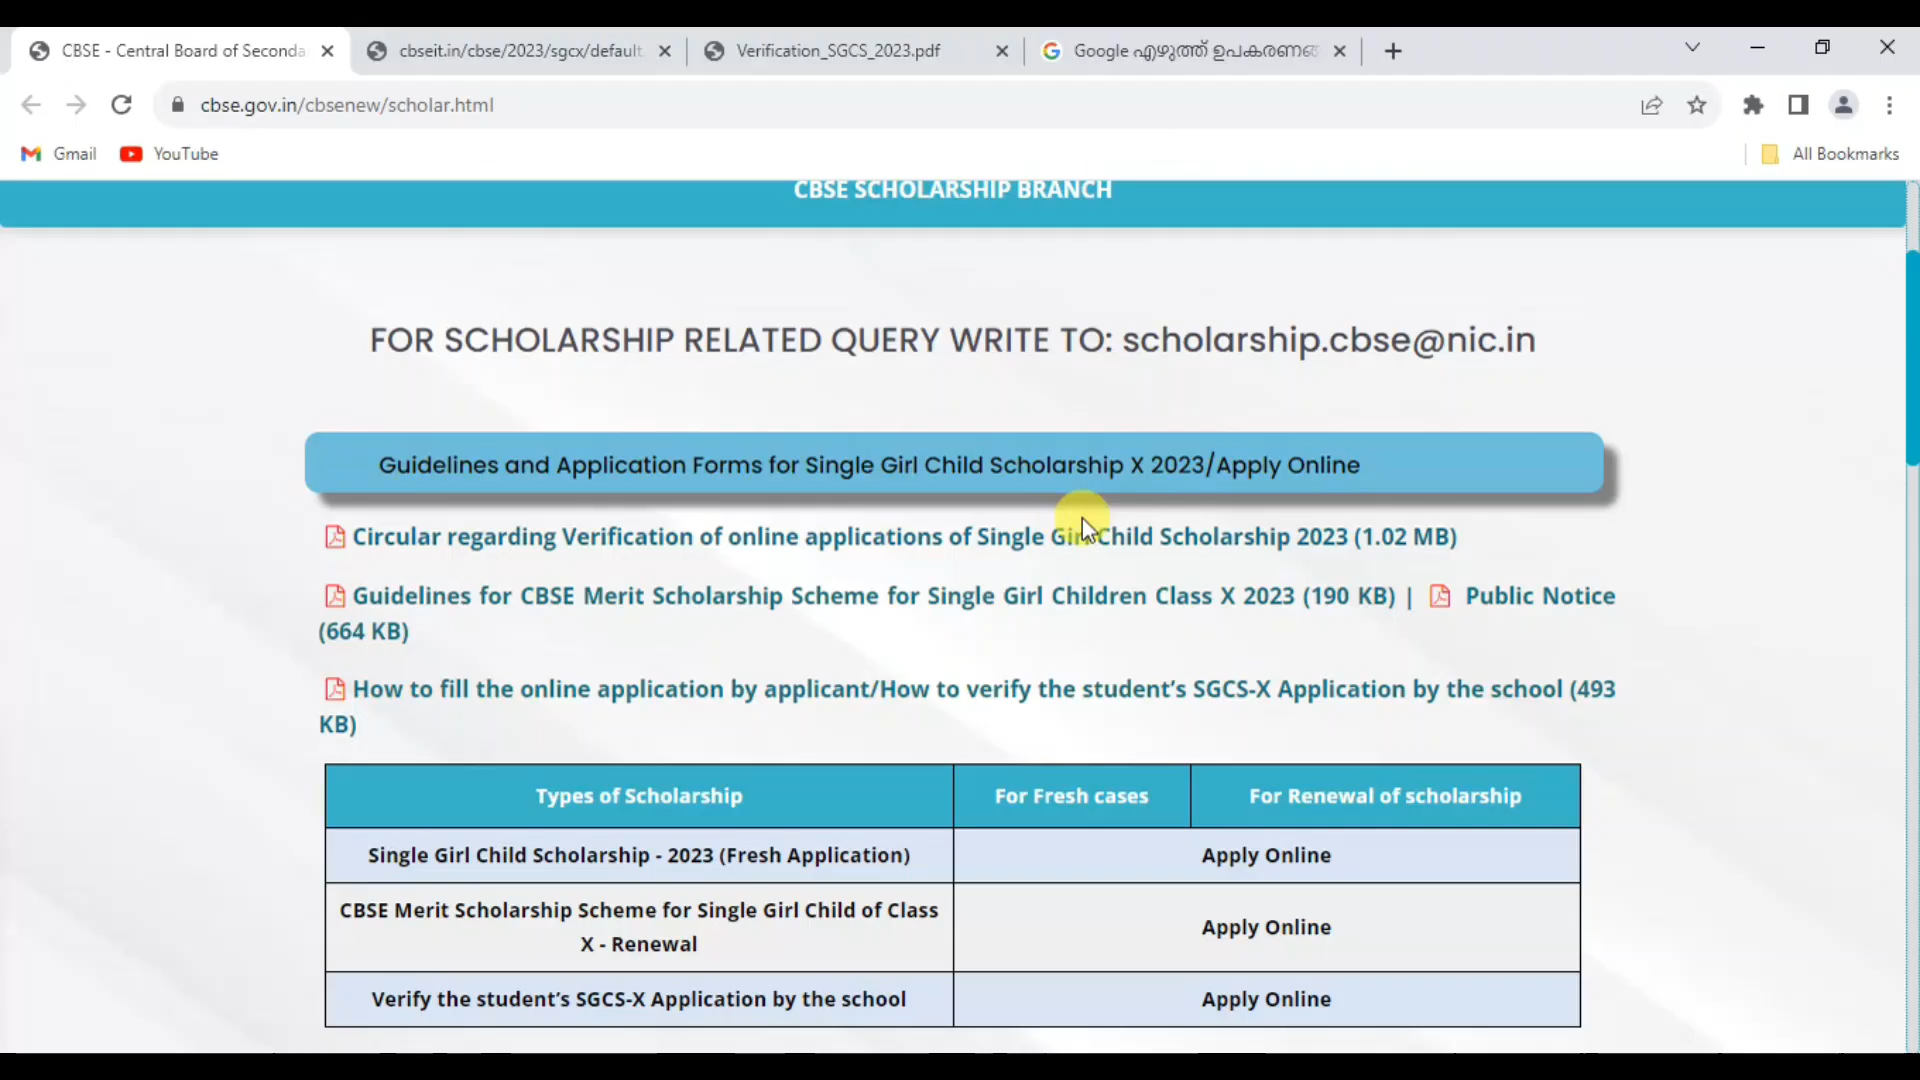 CBSE - Central Board of Seconda
cbseit.in/cbse/2023/sgcx/default.
Verification_SGCS_2023.pdf
Google എഴുത്ത് ഉപകരണങ്
cbse.gov.in/cbsenew/scholar.html
Gmail
YouTube
All Bookmarks
CBSE SCHOLARSHIP BRANCH
FOR SCHOLARSHIP RELATED QUERY WRITE TO: scholarship.cbse@nic.in
Guidelines and Application Forms for Single Girl Child Scholarship X 2023/Apply Online
Circular regarding Verification of online applications of Single Girl Child Scholarship 2023 (1.02 MB)
Guidelines for CBSE Merit Scholarship Scheme for Single Girl Children Class X 2023 (190 KB) | Public Notice
(664 KB)
How to fill the online application by applicant/How to verify the student's SGCS-X Application by the school (493
KB)
Types of Scholarship For Fresh cases For Renewal of scholarship
Single Girl Child Scholarship - 2023 (Fresh Application) Apply Online
CBSE Merit Scholarship Scheme for Single Girl Child of Class
X - Renewal Apply Online
Verify the student's SGCS-X Application by the school Apply Online